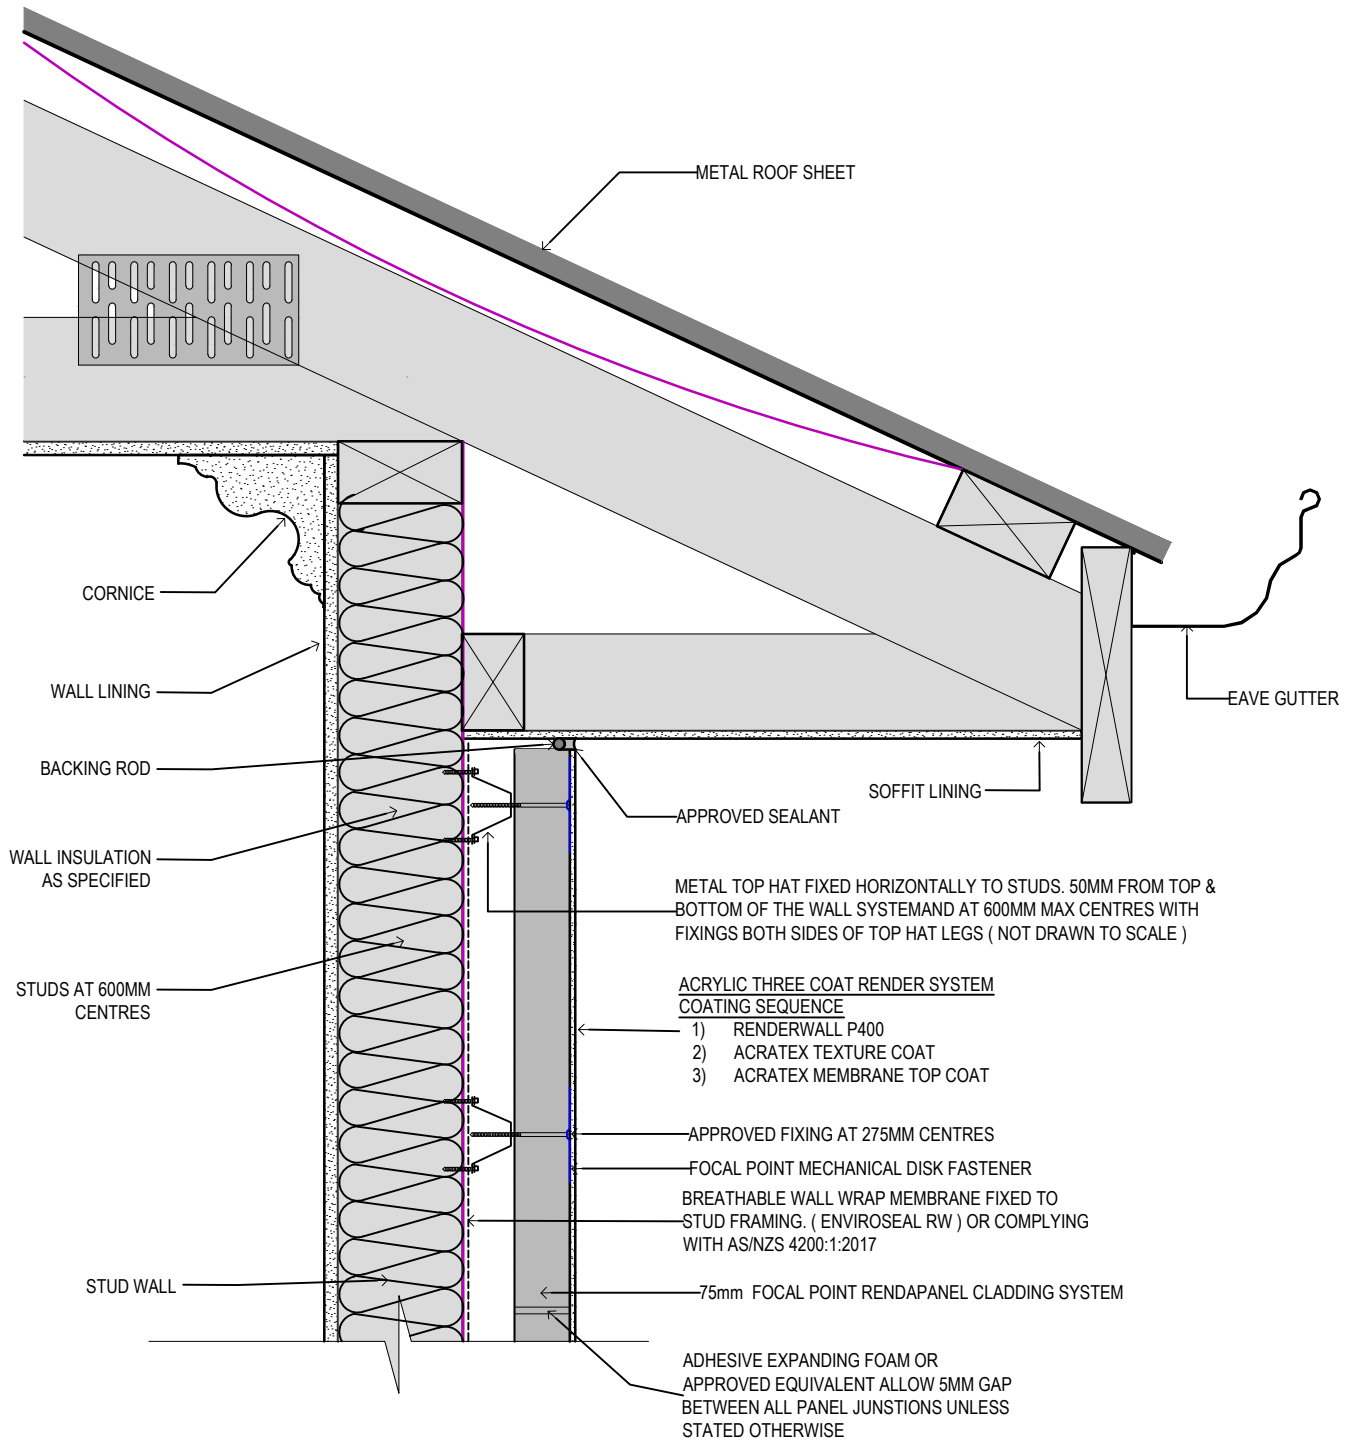 METAL ROOF SHEET
CORNICE
WALL LINING
EAVE GUTTER
BACKING ROD
SOFFIT LINING
APPROVED SEALANT
WALL INSULATION
AS SPECIFIED
METAL TOP HAT FIXED HORIZONTALLY TO STUDS. 50MM FROM TOP &
BOTTOM OF THE WALL SYSTEMAND AT 600MM MAX CENTRES WITH
FIXINGS BOTH SIDES OF TOP HAT LEGS ( NOT DRAWN TO SCALE )
STUDS AT 600MM
CENTRES
ACRYLIC THREE COAT RENDER SYSTEM
COATING SEQUENCE
1) RENDERWALL P400
2) ACRATEX TEXTURE COAT
3) ACRATEX MEMBRANE TOP COAT
APPROVED FIXING AT 275MM CENTRES
FOCAL POINT MECHANICAL DISK FASTENER
BREATHABLE WALL WRAP MEMBRANE FIXED TO
STUD FRAMING. ( ENVIROSEAL RW ) OR COMPLYING
WITH AS/NZS 4200:1:2017
STUD WALL
75mm FOCAL POINT RENDAPANEL CLADDING SYSTEM
ADHESIVE EXPANDING FOAM OR
APPROVED EQUIVALENT ALLOW 5MM GAP
BETWEEN ALL PANEL JUNSTIONS UNLESS
STATED OTHERWISE